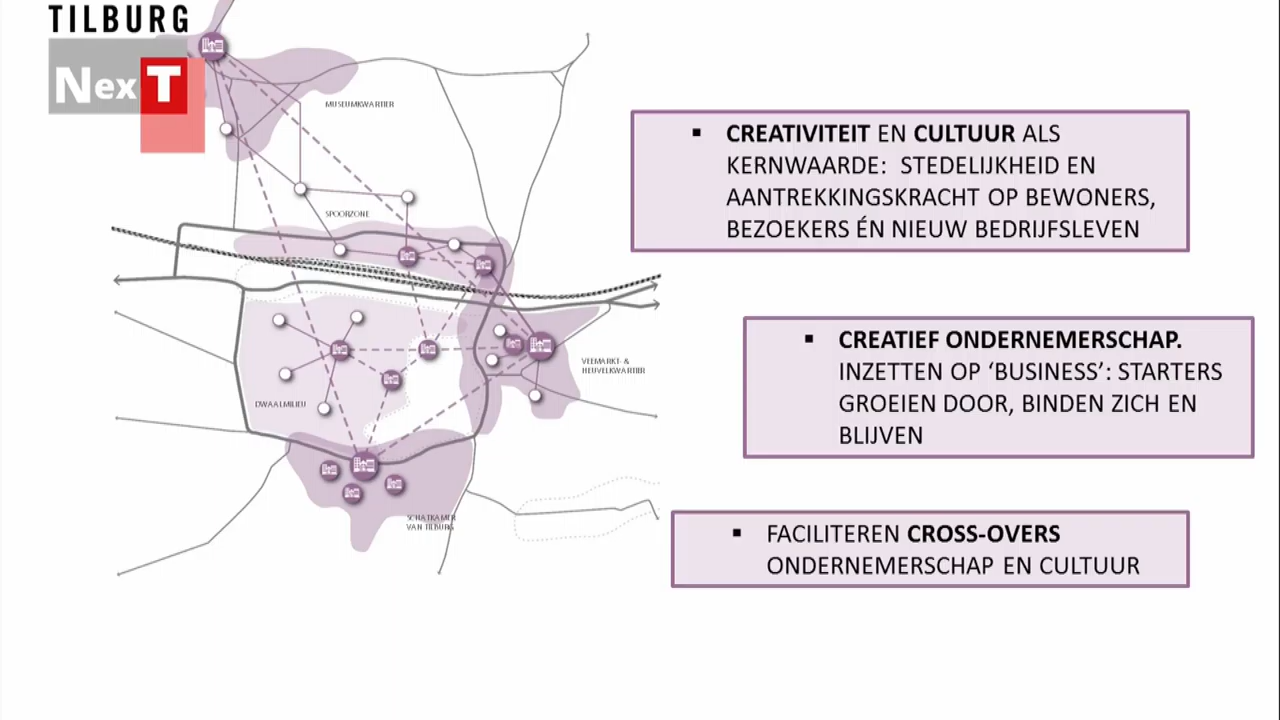 TILBURG
NexT
MUSEUMKWARTIER
SPOORZONE
VEEMARKT- &
HEUVELKWARTIER
DWAALMILIEU
SCHATKAMER
VAN TILBURG
▪ CREATIVITEIT EN CULTUUR ALS
KERNWAARDE: STEDELIJKHEID EN
AANTREKKINGSKRACHT OP BEWONERS,
BEZOEKERS ÉN NIEUW BEDRIJFSLEVEN
▪ CREATIEF ONDERNEMERSCHAP.
INZETTEN OP ‘BUSINESS’: STARTERS
GROEIEN DOOR, BINDEN ZICH EN
BLIJVEN
▪ FACILITEREN CROSS-OVERS
ONDERNEMERSCHAP EN CULTUUR